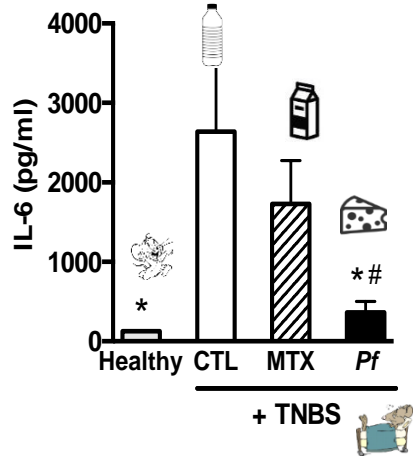 4000
3000
2000
1000
0
IL-6 (pg/ml)
*
*#
Healthy CTL MTX Pf
+ TNBS